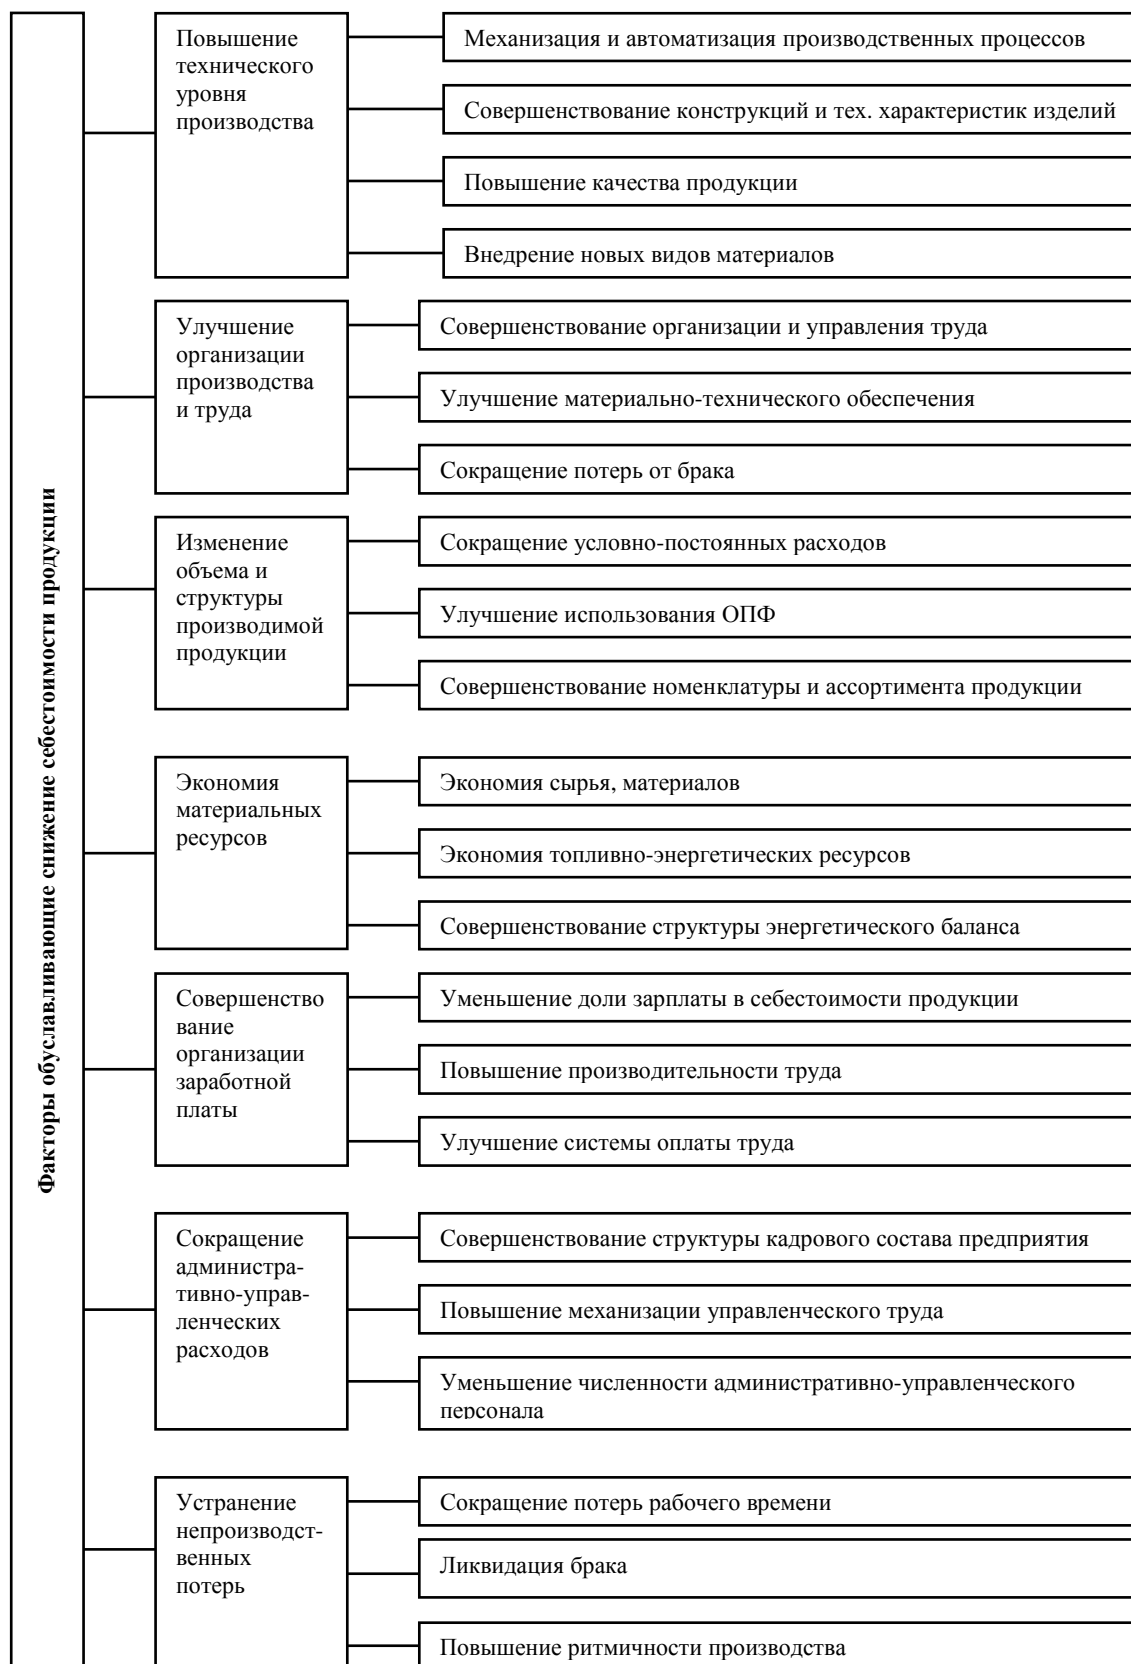 Факторы обуславливающие снижение себестоимости продукции
Повышение
технического
уровня
производства
Механизация и автоматизация производственных процессов
Совершенствование конструкций и тех. характеристик изделий
Повышение качества продукции
Внедрение новых видов материалов
Улучшение
организации
производства
и труда
Совершенствование организации и управления труда
Улучшение материально-технического обеспечения
Сокращение потерь от брака
Изменение
объема и
структуры
производимой
продукции
Сокращение условно-постоянных расходов
Улучшение использования ОПФ
Совершенствование номенклатуры и ассортимента продукции
Экономия
материальных
ресурсов
Экономия сырья, материалов
Экономия топливно-энергетических ресурсов
Совершенствование структуры энергетического баланса
Совершенство
вание
организации
заработной
платы
Уменьшение доли зарплаты в себестоимости продукции
Повышение производительности труда
Улучшение системы оплаты труда
Сокращение
администра-
тивно-управ-
ленческих
расходов
Совершенствование структуры кадрового состава предприятия
Повышение механизации управленческого труда
Уменьшение численности административно-управленческого
персонала
Устранение
непроизводст-
венных
потерь
Сокращение потерь рабочего времени
Ликвидация брака
Повышение ритмичности производства